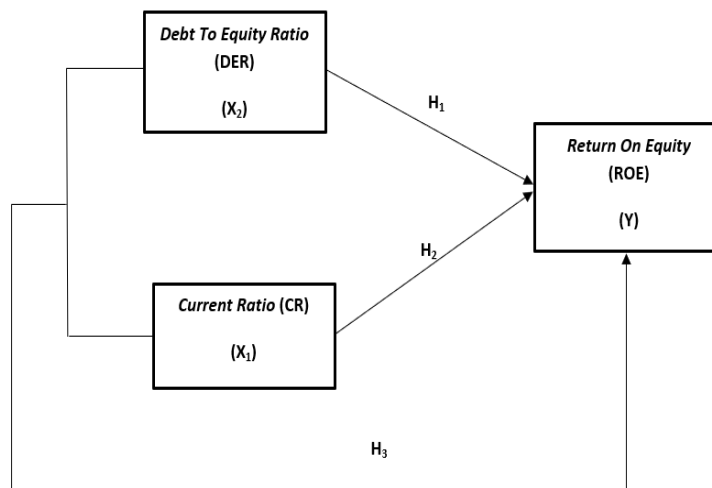 Debt To Equity Ratio
(DER)
(X₂)
H₁
Return On Equity
(ROE)
(Y)
H₂
Current Ratio (CR)
(X₁)
H₃